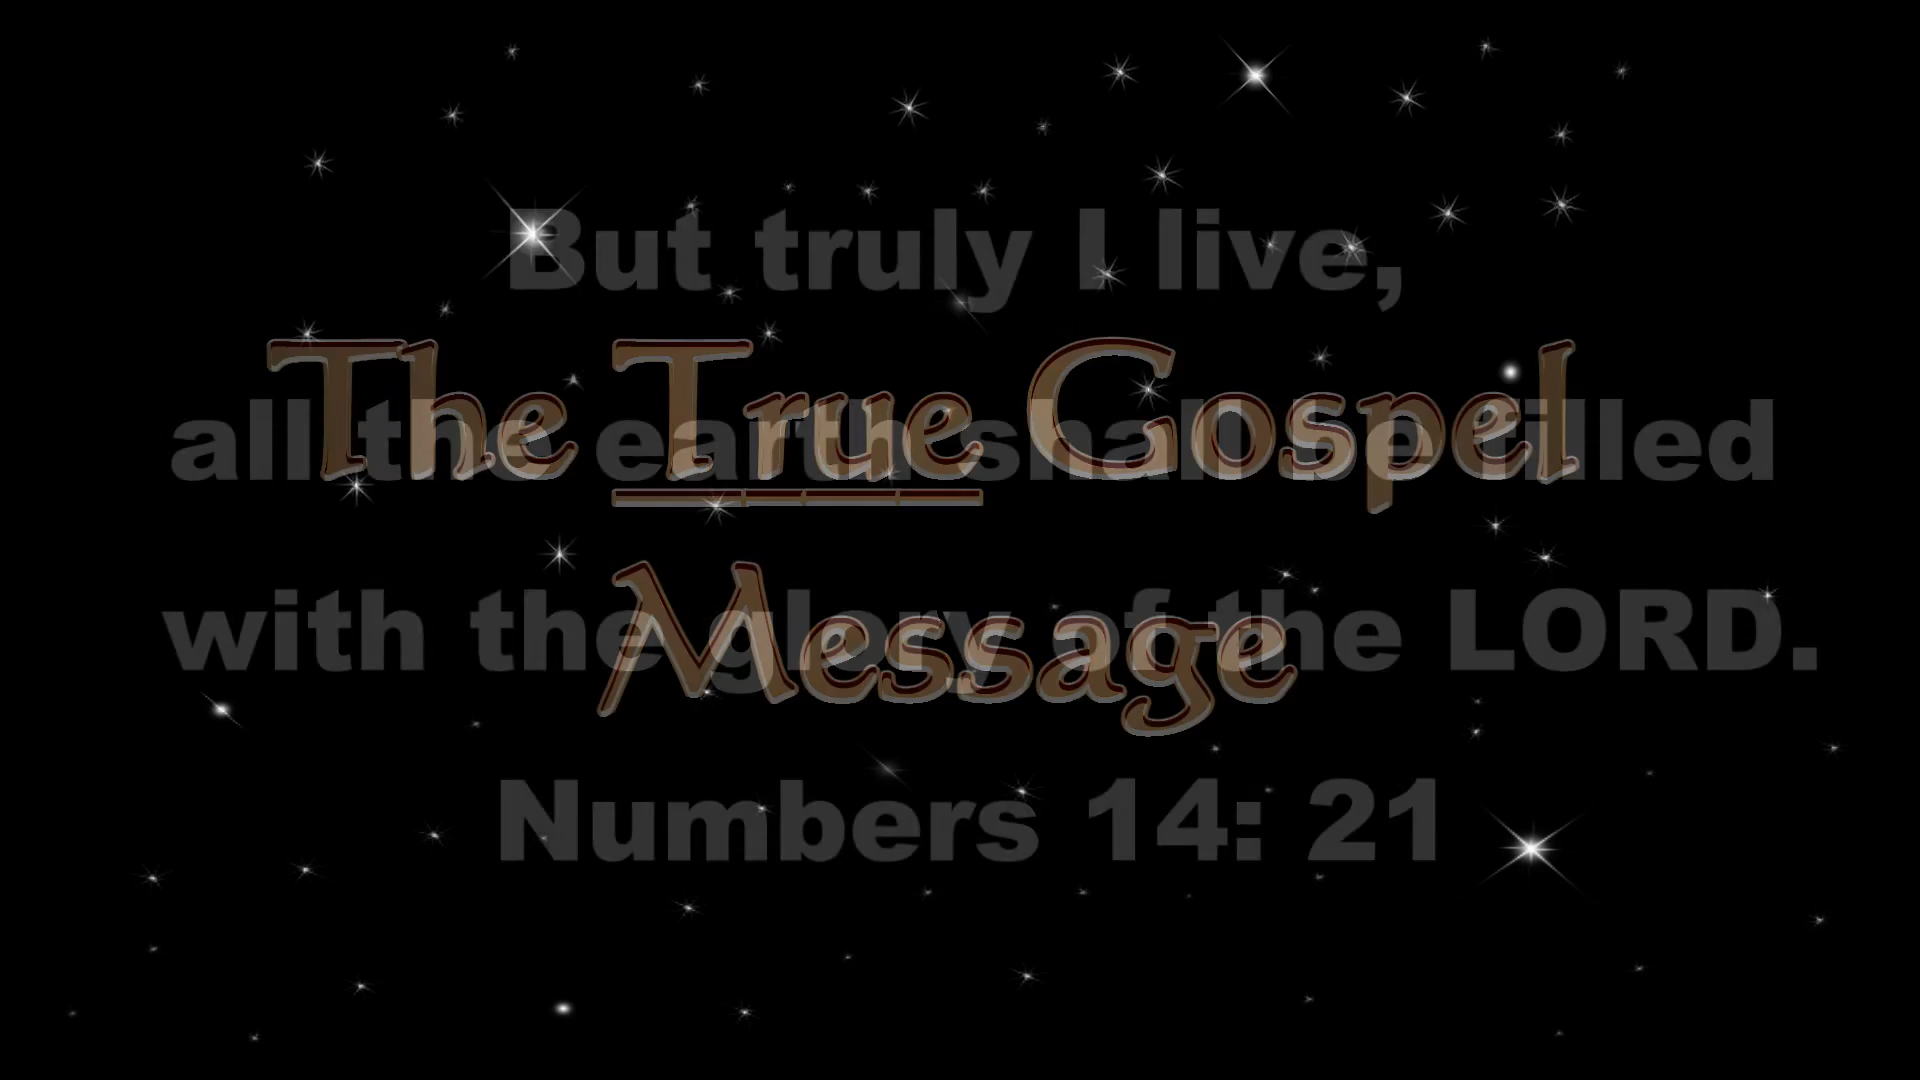 But truly I live,
The True Gospel
all the earth shall be filled
Message
with the glory of the LORD.
Numbers 14: 21